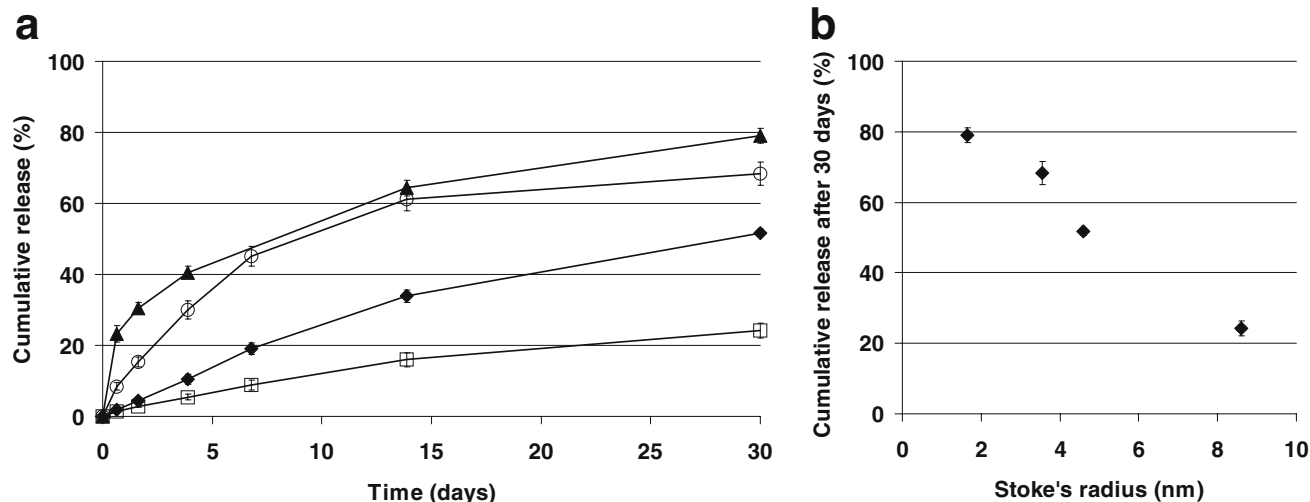 a
Cumulative release (%)
100
80
60
40
20
0
0 5 10 15 20 25 30
Time (days)
b
Cumulative release after 30 days (%)
100
80
60
40
20
0
0 2 4 6 8 10
Stoke's radius (nm)